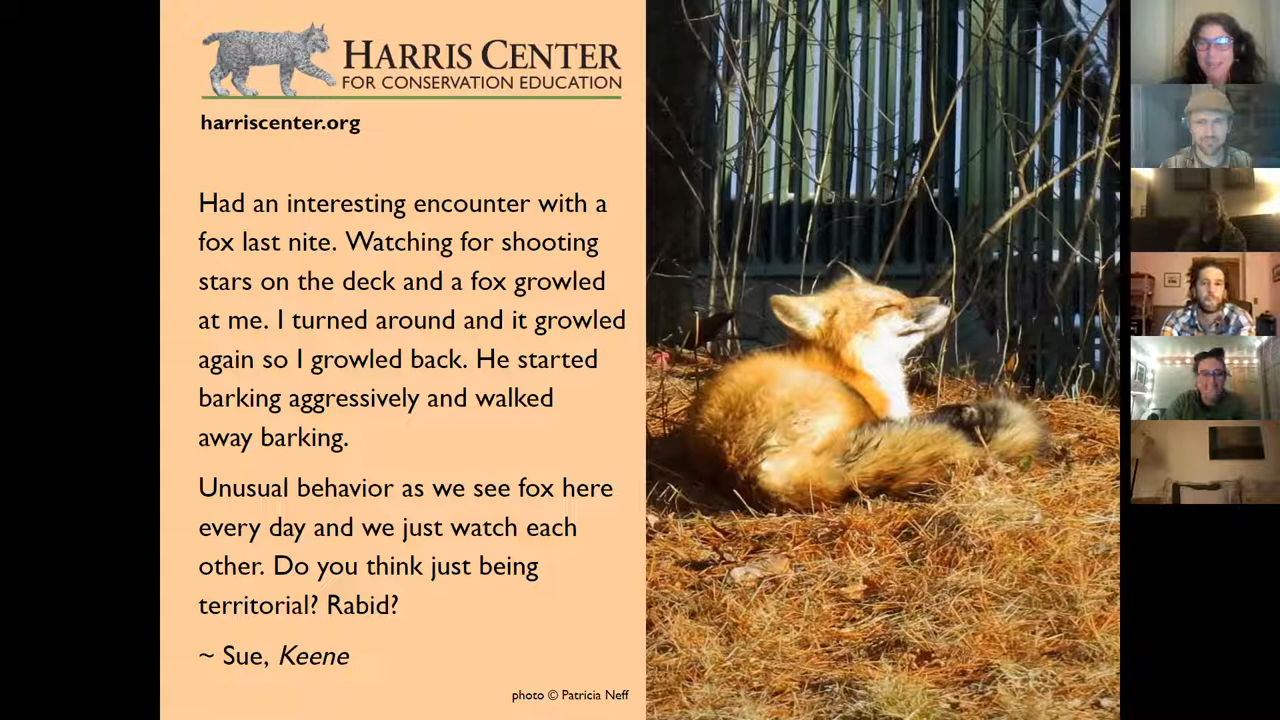 HARRIS CENTER
FOR CONSERVATION EDUCATION
harriscenter.org
Had an interesting encounter with a
fox last nite. Watching for shooting
stars on the deck and a fox growled
at me. I turned around and it growled
again so I growled back. He started
barking aggressively and walked
away barking.
Unusual behavior as we see fox here
every day and we just watch each
other. Do you think just being
territorial? Rabid?
~ Sue, Keene
photo © Patricia Neff